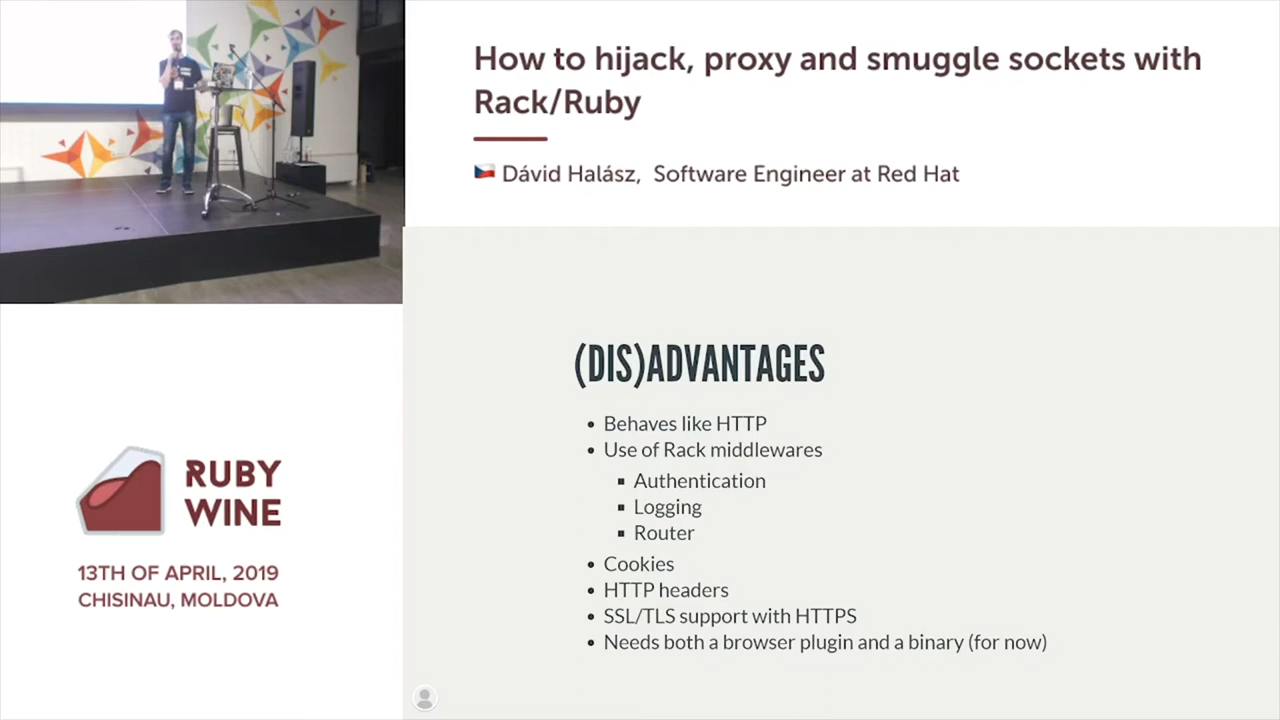 How to hijack, proxy and smuggle sockets with
Rack/Ruby
Dávid Halász, Software Engineer at Red Hat
(DIS)ADVANTAGES
• Behaves like HTTP
• Use of Rack middlewares
▪ Authentication
▪ Logging
▪ Router
• Cookies
• HTTP headers
• SSL/TLS support with HTTPS
• Needs both a browser plugin and a binary (for now)
RUBY
WINE
13TH OF APRIL, 2019
CHISINAU, MOLDOVA